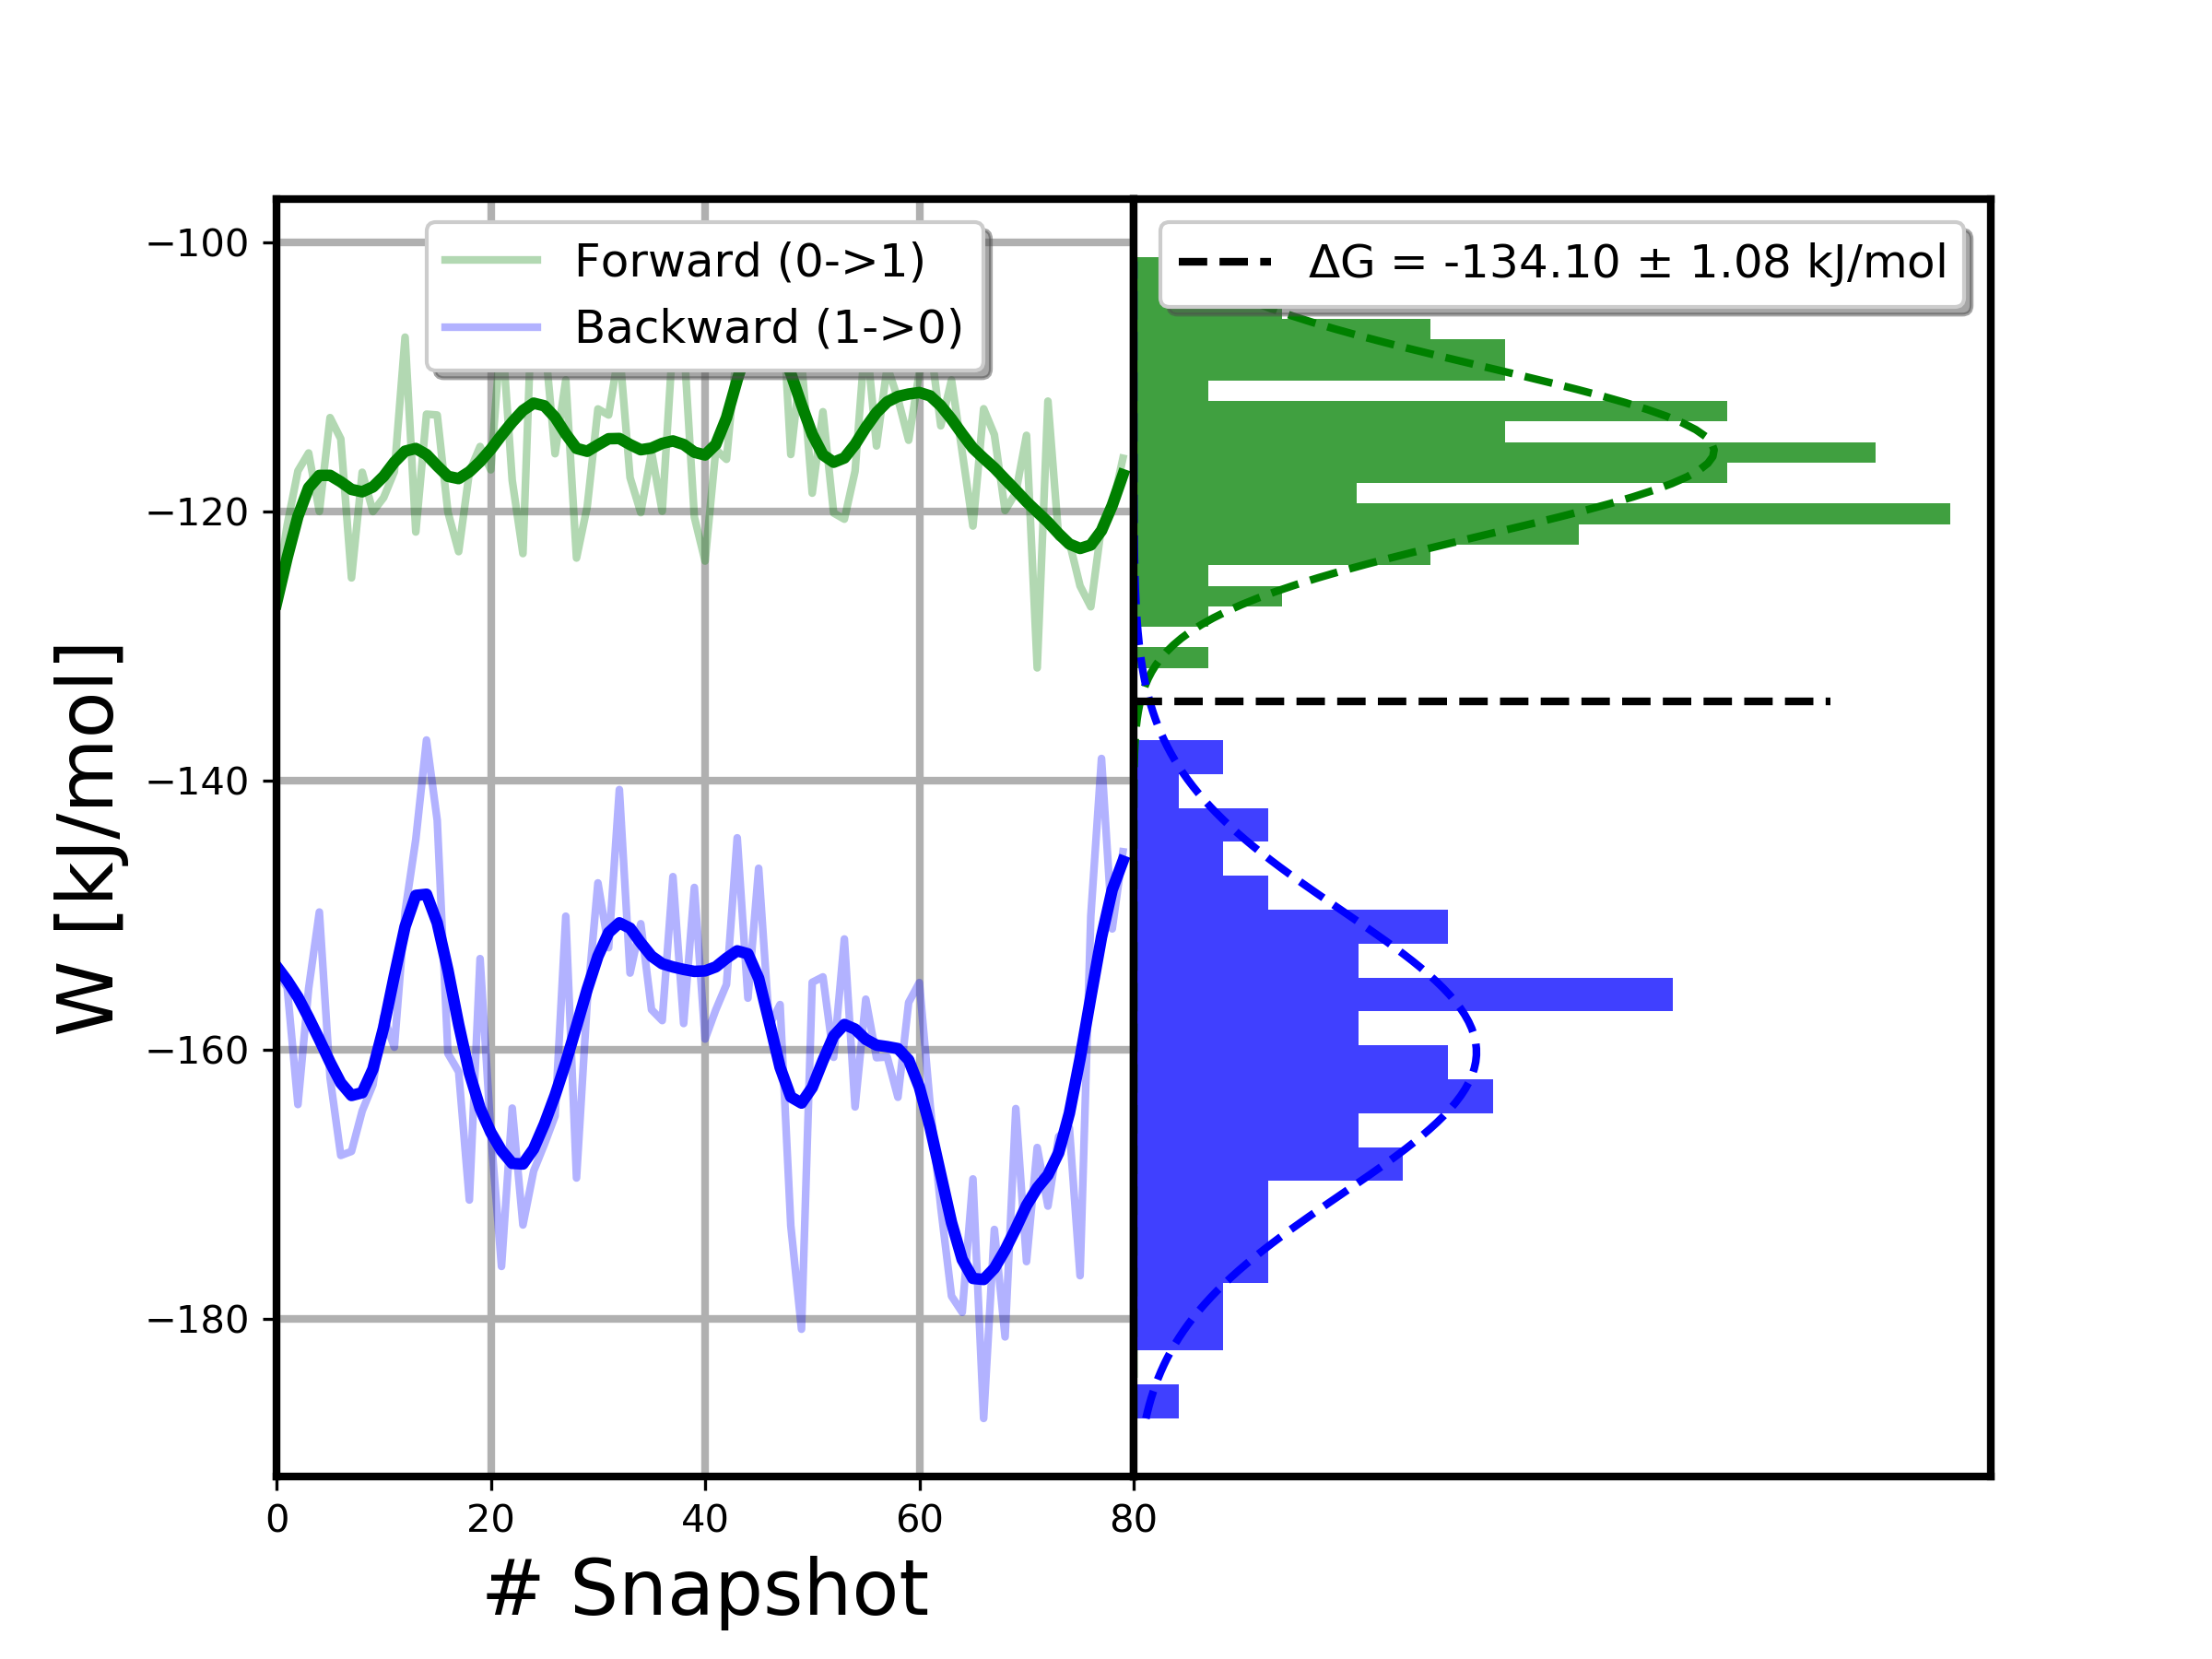 Forward (0->1)
Backward (1->0)
ΔG = -134.10 ± 1.08 kJ/mol
W [kJ/mol]
−100
−120
−140
−160
−180
0 20 40 60 80
# Snapshot